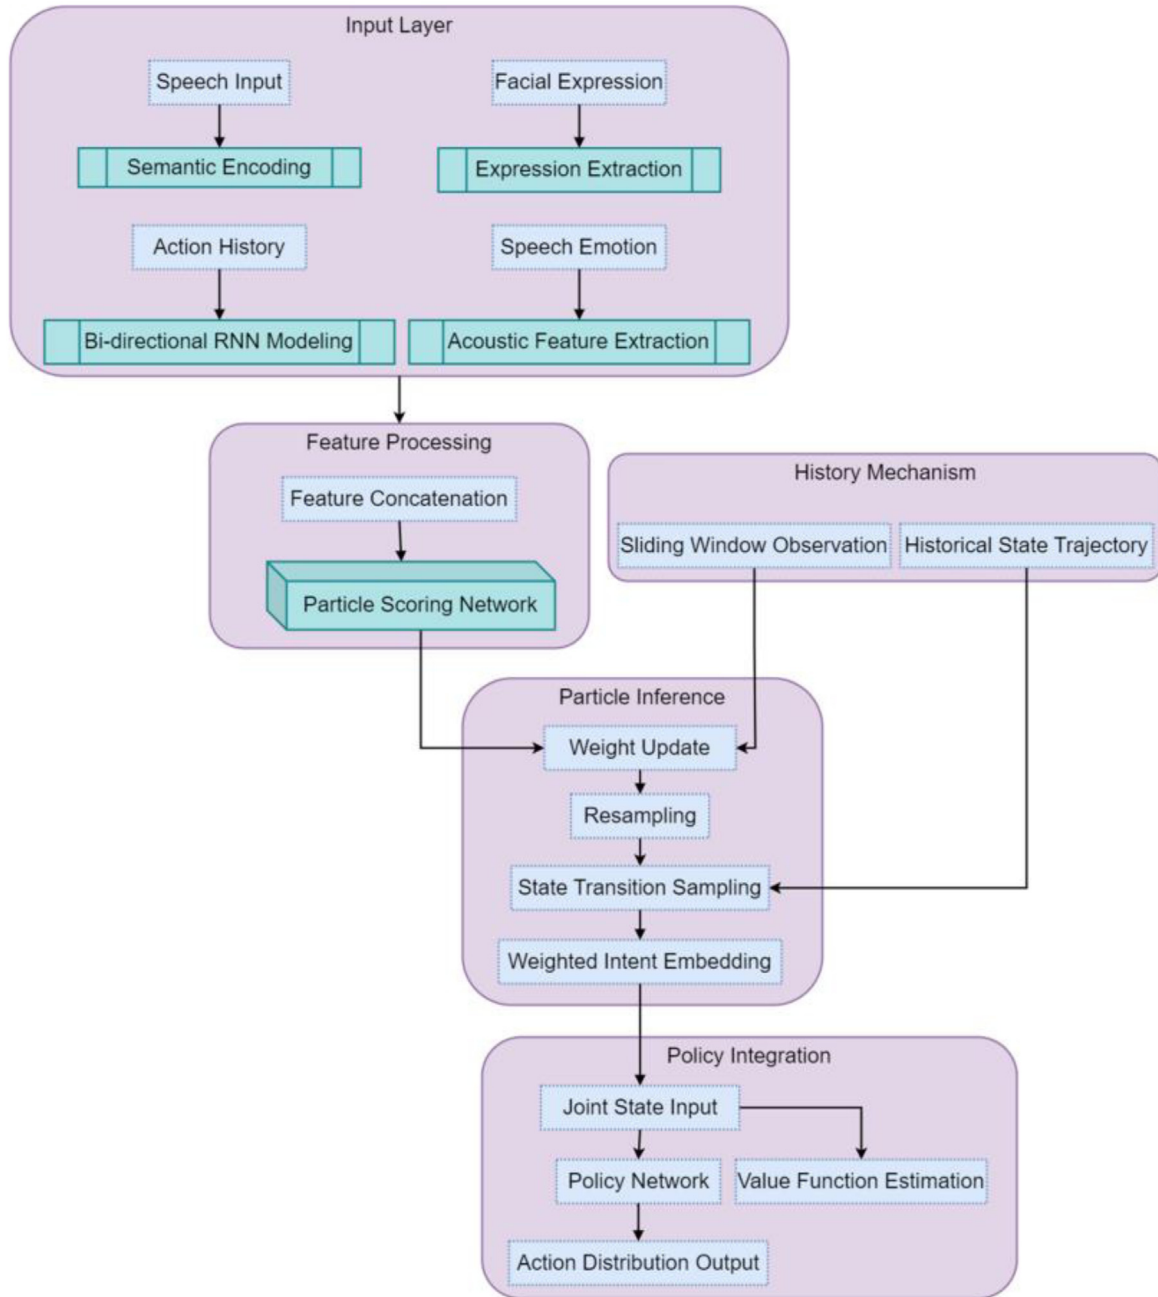 Input Layer
Speech Input
Facial Expression
Semantic Encoding
Expression Extraction
Action History
Speech Emotion
Bi-directional RNN Modeling
Acoustic Feature Extraction
Feature Processing
Feature Concatenation
Particle Scoring Network
History Mechanism
Sliding Window Observation
Historical State Trajectory
Particle Inference
Weight Update
Resampling
State Transition Sampling
Weighted Intent Embedding
Policy Integration
Joint State Input
Policy Network
Value Function Estimation
Action Distribution Output